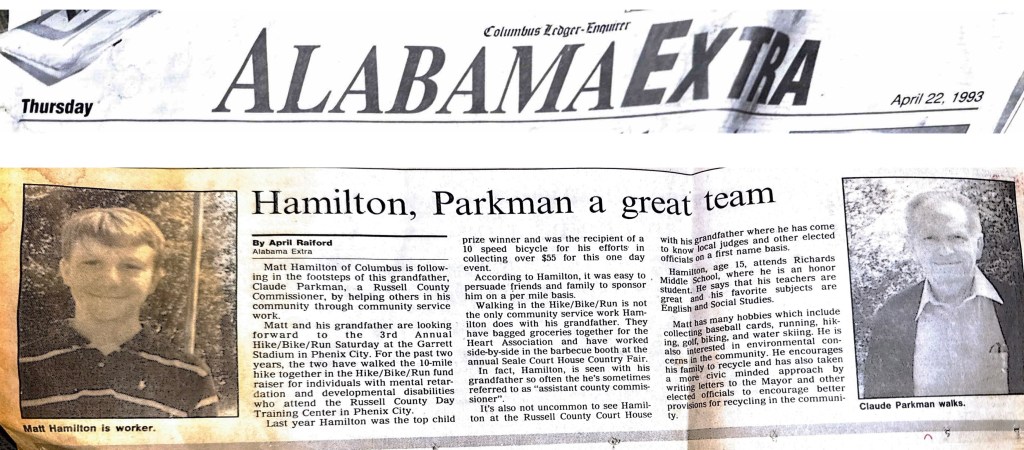 Columbus Ledger-Enquirer
ALABAMA EXTRA
Thursday
April 22, 1993
Hamilton, Parkman a great team
By April Raiford
Alabama Extra
Matt Hamilton of Columbus is follow-
ing in the footsteps of this grandfather,
Claude Parkman, a Russell County
Commissioner, by helping others in his
community through community service
work.
Matt and his grandfather are looking
forward to the 3rd Annual
Hike/Bike/Run Saturday at the Garrett
Stadium in Phenix City. For the past two
years, the two have walked the 10-mile
hike together in the Hike/Bike/Run fund
raiser for individuals with mental retar-
dation and developmental disabilities
who attend the Russell County Day
Training Center in Phenix City.
Last year Hamilton was the top child
prize winner and was the recipient of a
10 speed bicycle for his efforts in
collecting over $55 for this one day
event.
According to Hamilton, it was easy to
persuade friends and family to sponsor
him on a per mile basis.
Walking in the Hike/Bike/Run is not
the only community service work Ham-
ilton does with his grandfather. They
have bagged groceries together for the
Heart Association and have worked
side-by-side in the barbecue booth at the
annual Seale Court House Country Fair.
In fact, Hamilton, is seen with his
grandfather so often the he's sometimes
referred to as "assistant county commis-
sioner".
It's also not uncommon to see Hamil-
ton at the Russell County Court House
with his grandfather where he has come
to know local judges and other elected
officials on a first name basis.
Hamilton, age 15, attends Richards
Middle School, where he is an honor
student. He says that his teachers are
great and his favorite subjects are
English and Social Studies.
Matt has many hobbies which include
collecting baseball cards, running, hik-
ing, golf, biking, and water skiing. He is
also interested in environmental con-
cerns in the community. He encourages
his family to recycle and has also taken
a more civic minded approach by
writing letters to the Mayor and other
elected officials to encourage better
provisions for recycling in the communi-
ty.
Matt Hamilton is worker.
Claude Parkman walks.